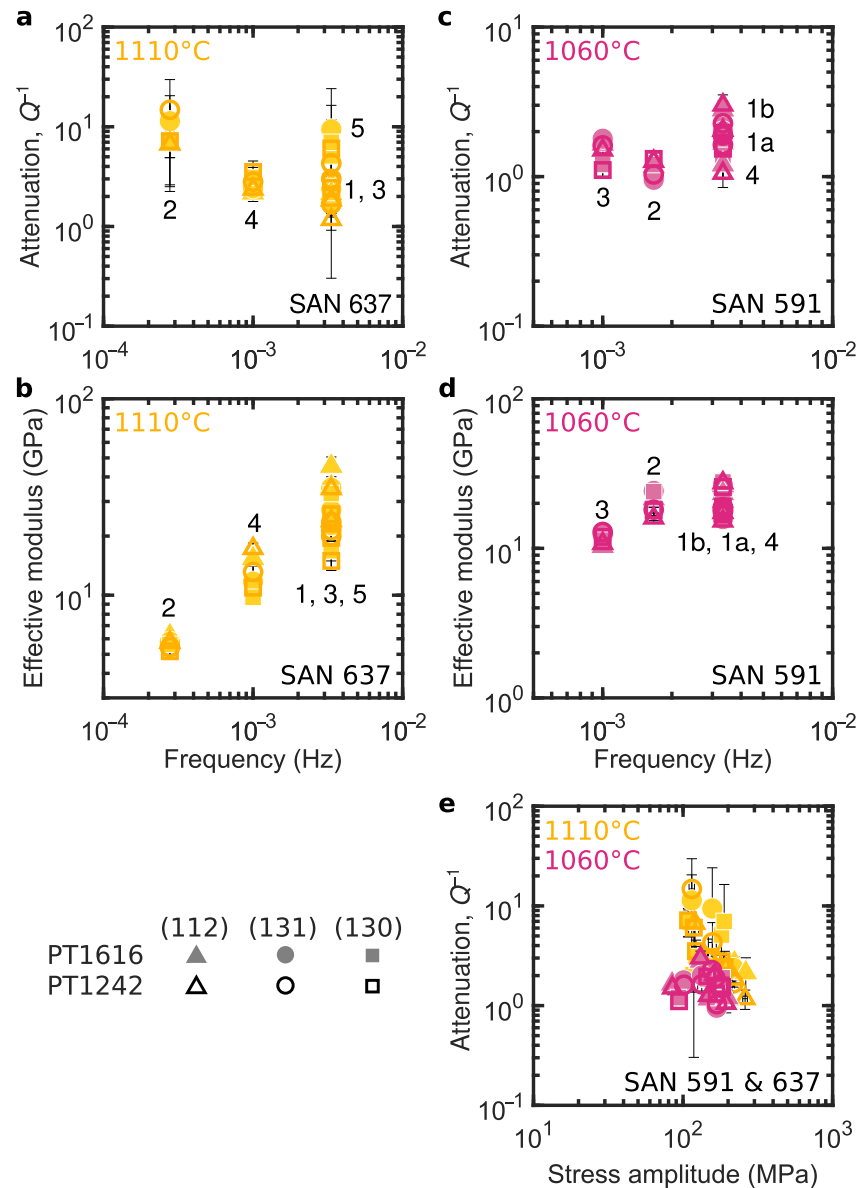 a
10^2
1110°C
10^1
10^0
10^-1
Attenuation, Q^-1
5
1, 3
2
4
SAN 637
10^-4
10^-3
10^-2
b
10^2
1110°C
10^1
Effective modulus (GPa)
4
2
1, 3, 5
SAN 637
10^-4
10^-3
10^-2
Frequency (Hz)
c
10^1
1060°C
10^0
10^-1
Attenuation, Q^-1
1b
1a
4
3
2
SAN 591
10^-3
10^-2
d
10^2
1060°C
10^1
10^0
Effective modulus (GPa)
2
3
1b, 1a, 4
SAN 591
10^-3
10^-2
Frequency (Hz)
(112) (131) (130)
PT1616
PT1242
e
10^2
1110°C
1060°C
10^1
10^0
10^-1
Attenuation, Q^-1
SAN 591 & 637
10^1
10^2
10^3
Stress amplitude (MPa)